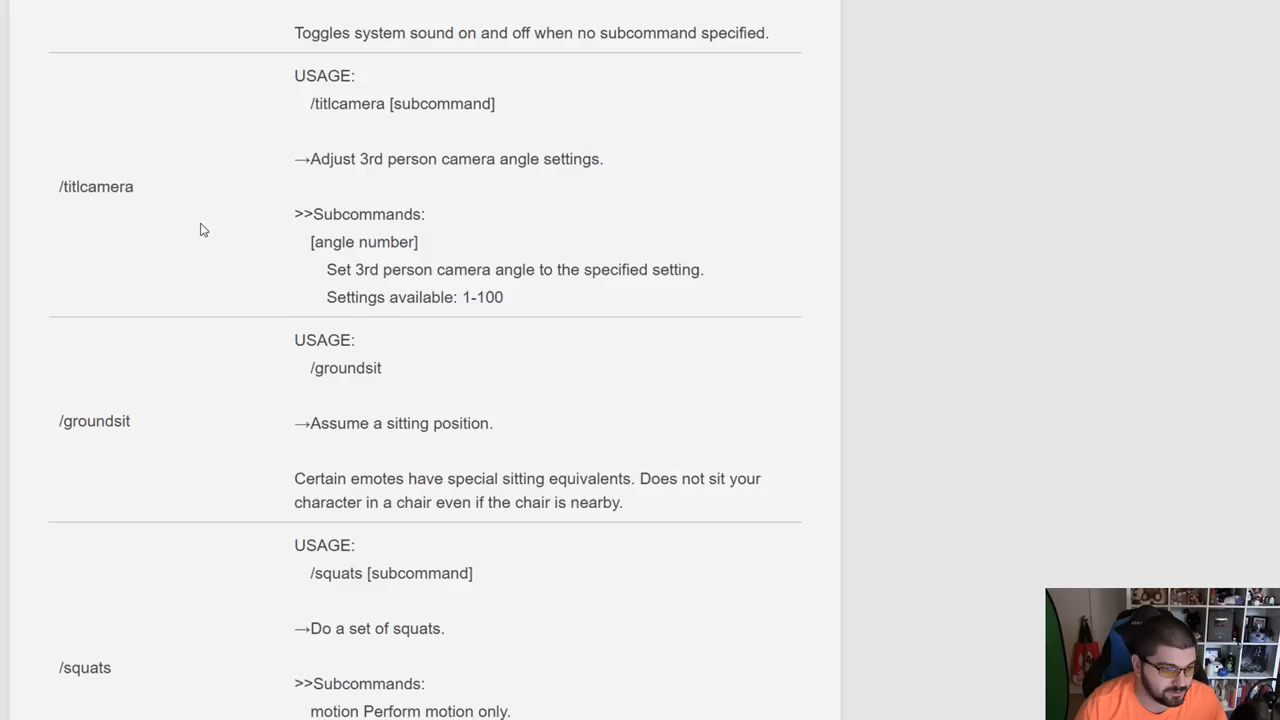 Toggles system sound on and off when no subcommand specified.
/titlcamera
USAGE:
/titlcamera [subcommand]
→Adjust 3rd person camera angle settings.
>>Subcommands:
[angle number]
Set 3rd person camera angle to the specified setting.
Settings available: 1-100
/groundsit
USAGE:
/groundsit
→Assume a sitting position.
Certain emotes have special sitting equivalents. Does not sit your
character in a chair even if the chair is nearby.
/squats
USAGE:
/squats [subcommand]
→Do a set of squats.
>>Subcommands:
motion Perform motion only.